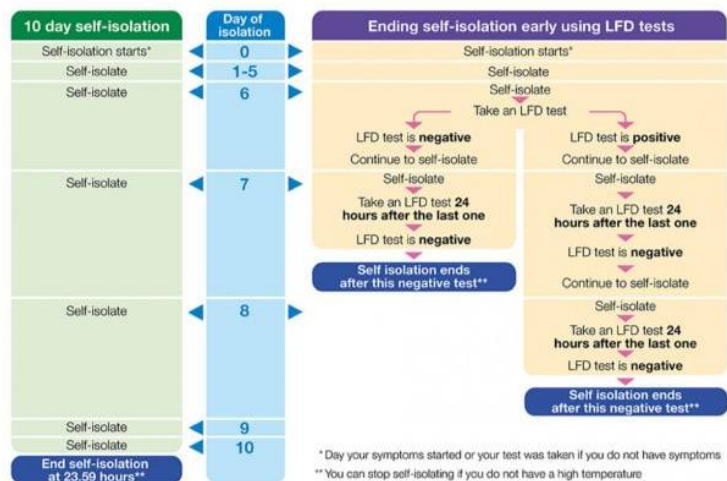 10 day self-isolation
Day of
isolation
Ending self-isolation early using LFD tests
Self-isolation starts*
0
Self-isolation starts*
Self-isolate
1-5
Self-isolate
Self-isolate
6
Self-isolate
Take an LFD test
LFD test is negative
Continue to self-isolate
LFD test is positive
Continue to self-isolate
Self-isolate
7
Self-isolate
Take an LFD test 24
hours after the last one
LFD test is negative
Self isolation ends
after this negative test**
Self-isolate
Take an LFD test 24
hours after the last one
LFD test is negative
Continue to self-isolate
Self-isolate
8
Self-isolate
Take an LFD test 24
hours after the last one
LFD test is negative
Self isolation ends
after this negative test**
Self-isolate
9
Self-isolate
10
End self-isolation
at 23.59 hours**
* Day your symptoms started or your test was taken if you do not have symptoms
** You can stop self-isolating if you do not have a high temperature